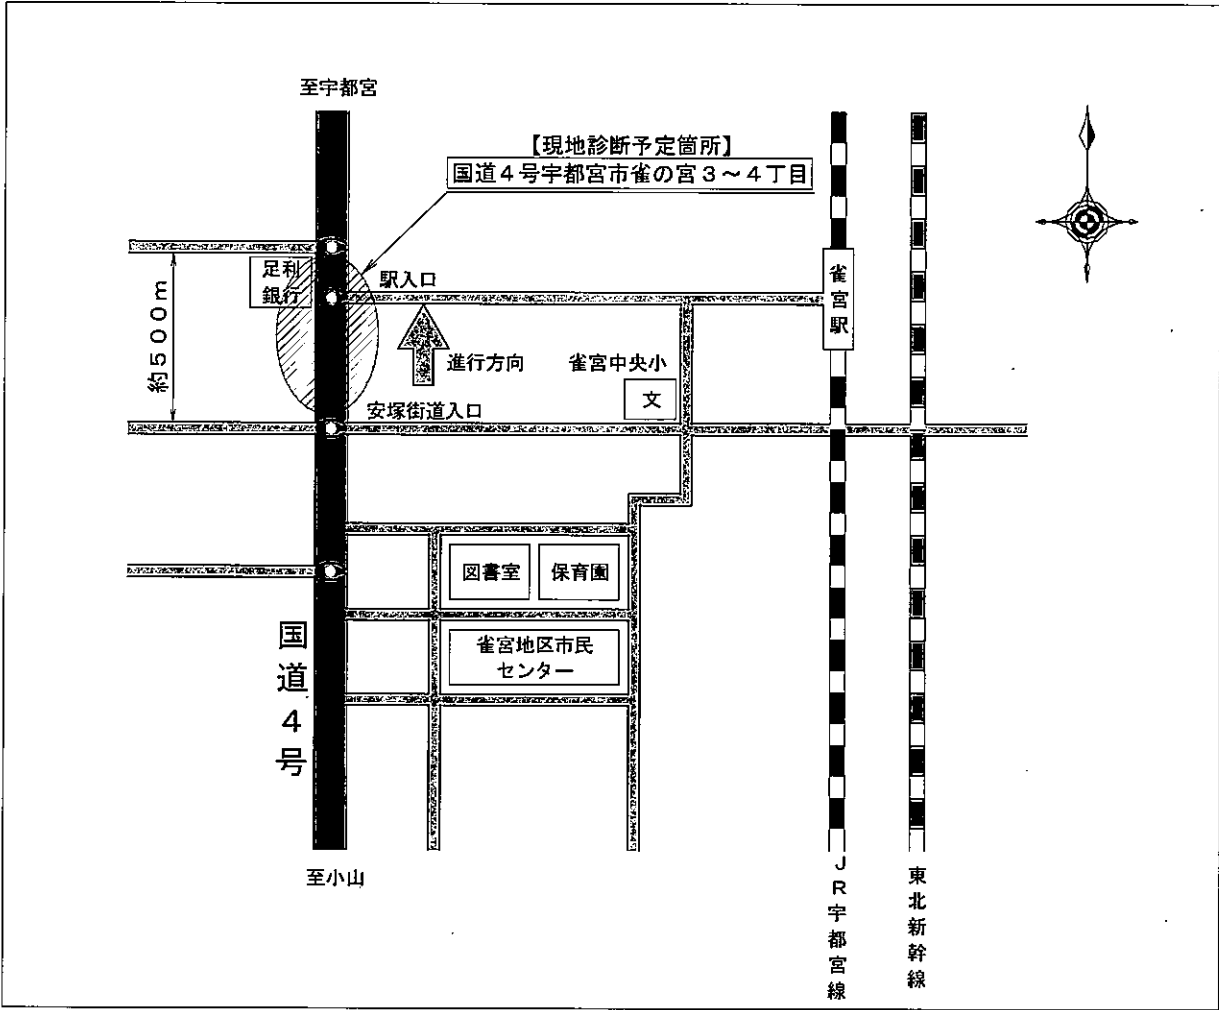 至宇都宮
【現地診断予定箇所】
国道4号宇都宮市雀の宮3～4丁目
足利
銀行
駅入口
雀宮駅
約500m
進行方向
雀宮中央小
文
安塚街道入口
図書室
保育園
雀宮地区市民
センター
国道4号
至小山
JR宇都宮線
東北新幹線